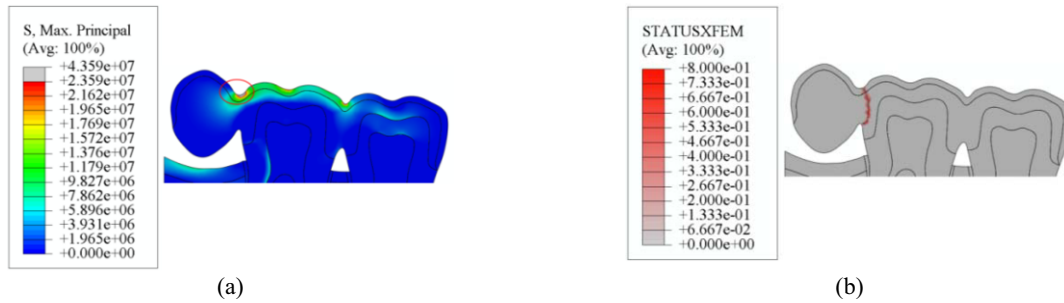 S, Max. Principal
(Avg: 100%)
+4.359e+07
+2.359e+07
+2.162e+07
+1.965e+07
+1.769e+07
+1.572e+07
+1.376e+07
+1.179e+07
+9.827e+06
+7.862e+06
+5.896e+06
+3.931e+06
+1.965e+06
+0.000e+00
(a)
STATUSXFEM
(Avg: 100%)
+8.000e-01
+7.333e-01
+6.667e-01
+6.000e-01
+5.333e-01
+4.667e-01
+4.000e-01
+3.333e-01
+2.667e-01
+2.000e-01
+1.333e-01
+6.667e-02
+0.000e+00
(b)